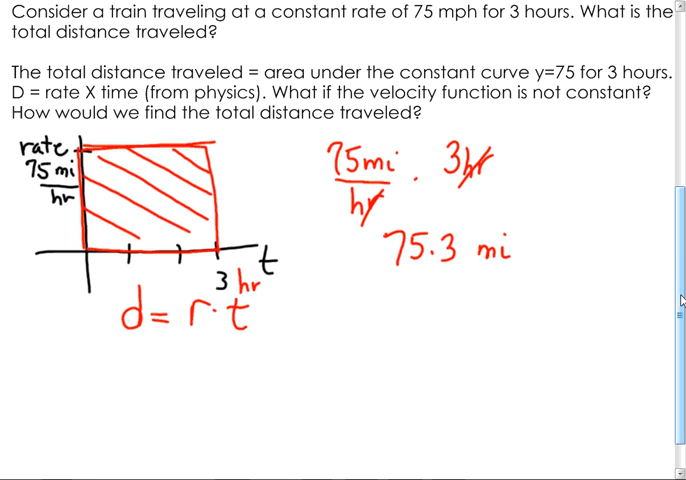 Consider a train traveling at a constant rate of 75 mph for 3 hours. What is the
total distance traveled?
The total distance traveled = area under the constant curve y=75 for 3 hours.
D = rate X time (from physics). What if the velocity function is not constant?
How would we find the total distance traveled?
rate
75 mi
hr
t
3 hr
d = r · t
75mi
hr
· 3hr
75·3 mi